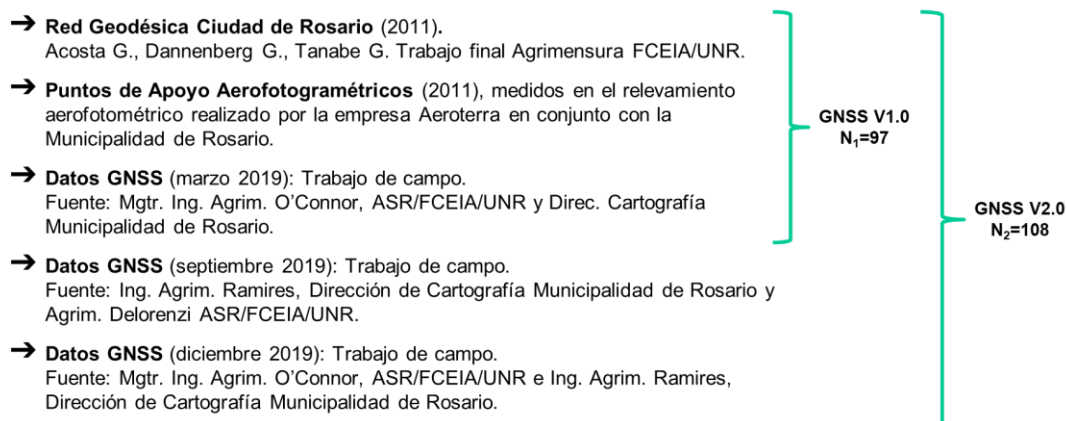 ➔ Red Geodésica Ciudad de Rosario (2011).
Acosta G., Dannenberg G., Tanabe G. Trabajo final Agrimensura FCEIA/UNR.
➔ Puntos de Apoyo Aerofotogramétricos (2011), medidos en el relevamiento
aerofotométrico realizado por la empresa Aeroterra en conjunto con la
Municipalidad de Rosario.
➔ Datos GNSS (marzo 2019): Trabajo de campo.
Fuente: Mgtr. Ing. Agrim. O’Connor, ASR/FCEIA/UNR y Direc. Cartografía
Municipalidad de Rosario.
➔ Datos GNSS (septiembre 2019): Trabajo de campo.
Fuente: Ing. Agrim. Ramires, Dirección de Cartografía Municipalidad de Rosario y
Agrim. Delorenzi ASR/FCEIA/UNR.
➔ Datos GNSS (diciembre 2019): Trabajo de campo.
Fuente: Mgtr. Ing. Agrim. O’Connor, ASR/FCEIA/UNR e Ing. Agrim. Ramires,
Dirección de Cartografía Municipalidad de Rosario.
GNSS V1.0
N₁=97
GNSS V2.0
N₂=108